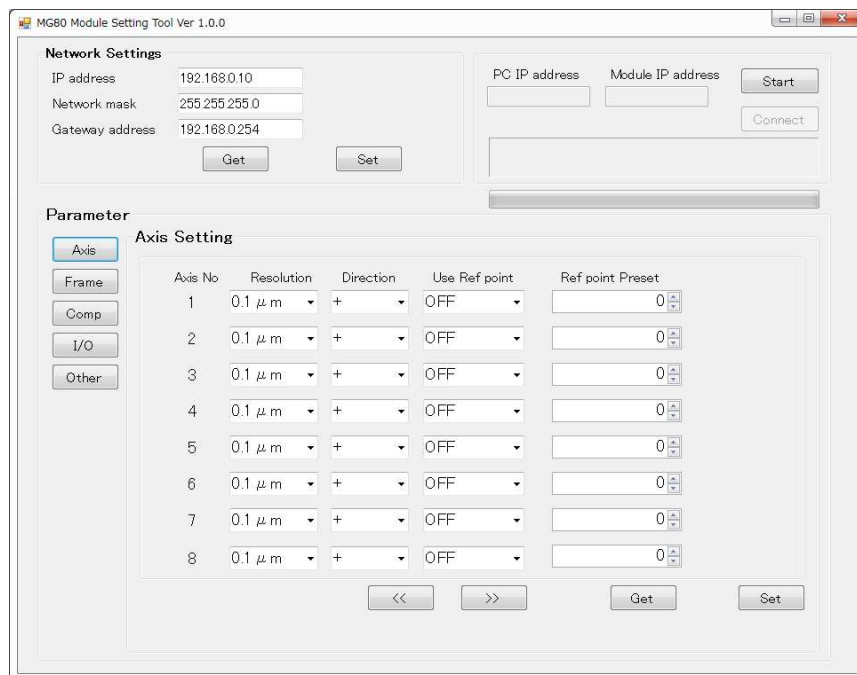 MG80 Module Setting Tool Ver 1.0.0
Network Settings
IP address 192.168.0.10
Network mask 255.255.255.0
Gateway address 192.168.0.254
Get Set
PC IP address Module IP address Start
Connect
Parameter
Axis
Frame
Comp
I/O
Other
Axis Setting
Axis No Resolution Direction Use Ref point Ref point Preset
1 0.1 μm + OFF 0
2 0.1 μm + OFF 0
3 0.1 μm + OFF 0
4 0.1 μm + OFF 0
5 0.1 μm + OFF 0
6 0.1 μm + OFF 0
7 0.1 μm + OFF 0
8 0.1 μm + OFF 0
<< >> Get Set